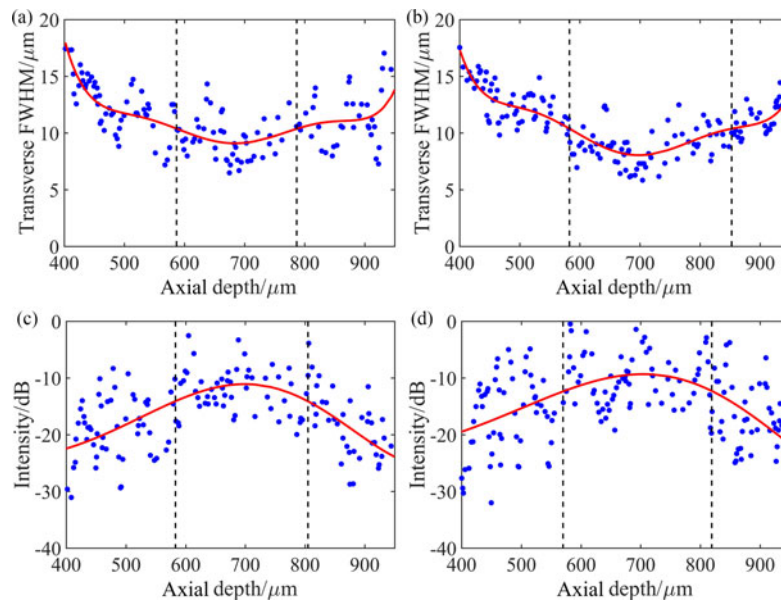 (a)
20
15
10
5
0
Transverse FWHM/μm
400 500 600 700 800 900
Axial depth/μm
(b)
20
15
10
5
0
Transverse FWHM/μm
400 500 600 700 800 900
Axial depth/μm
(c)
0
-10
-20
-30
-40
Intensity/dB
400 500 600 700 800 900
Axial depth/μm
(d)
0
-10
-20
-30
-40
Intensity/dB
400 500 600 700 800 900
Axial depth/μm